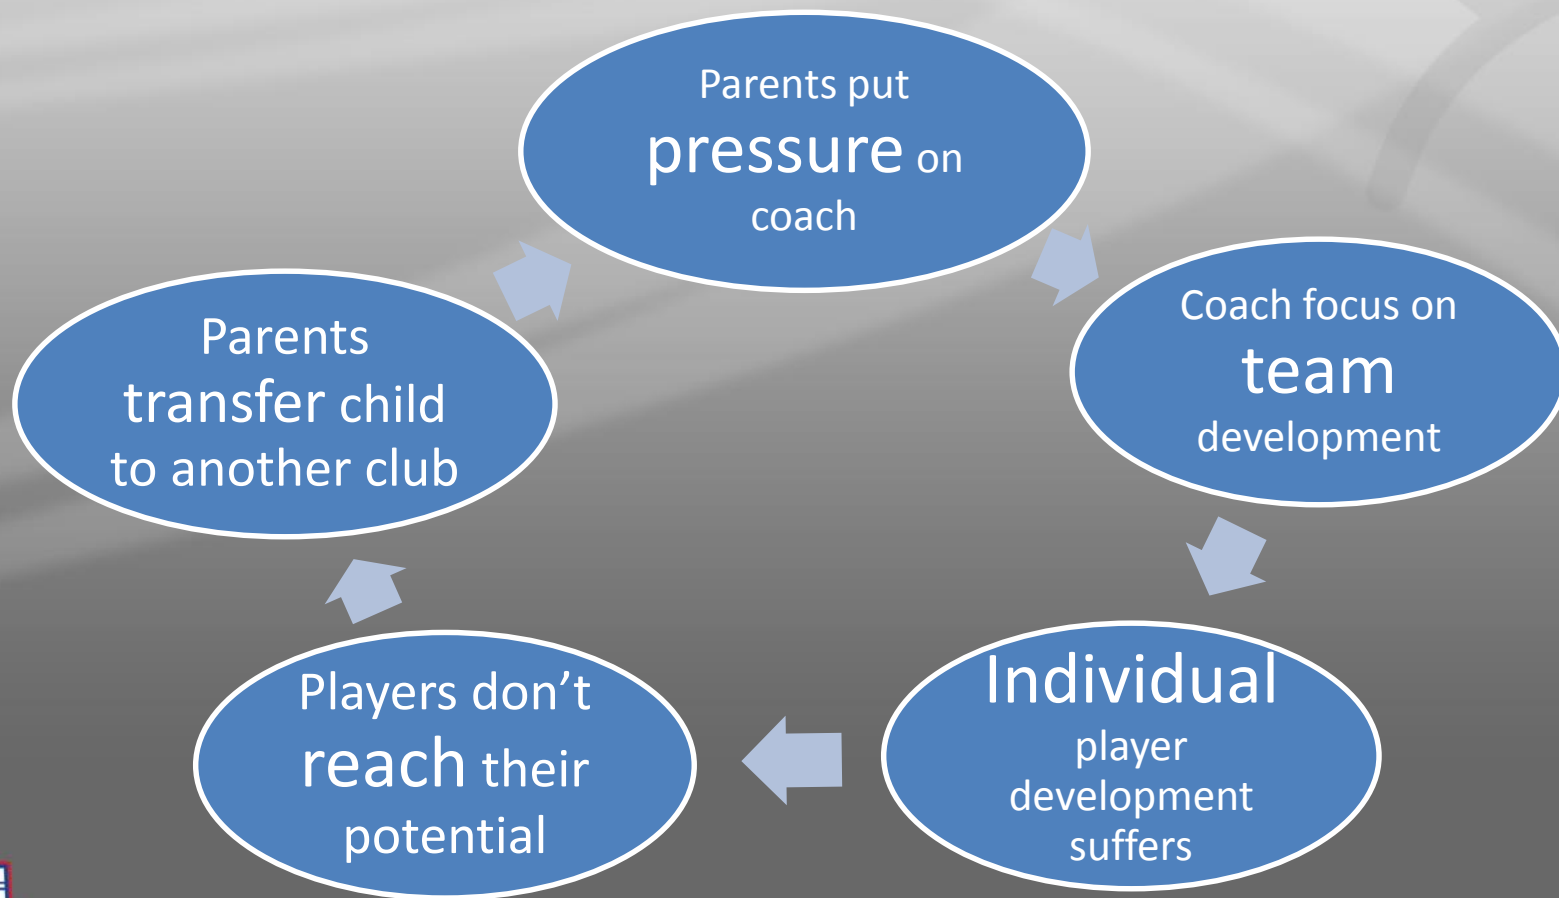 Parents put
pressure on
coach
Coach focus on
team
development
Individual
player
development
suffers
Players don’t
reach their
potential
Parents
transfer child
to another club